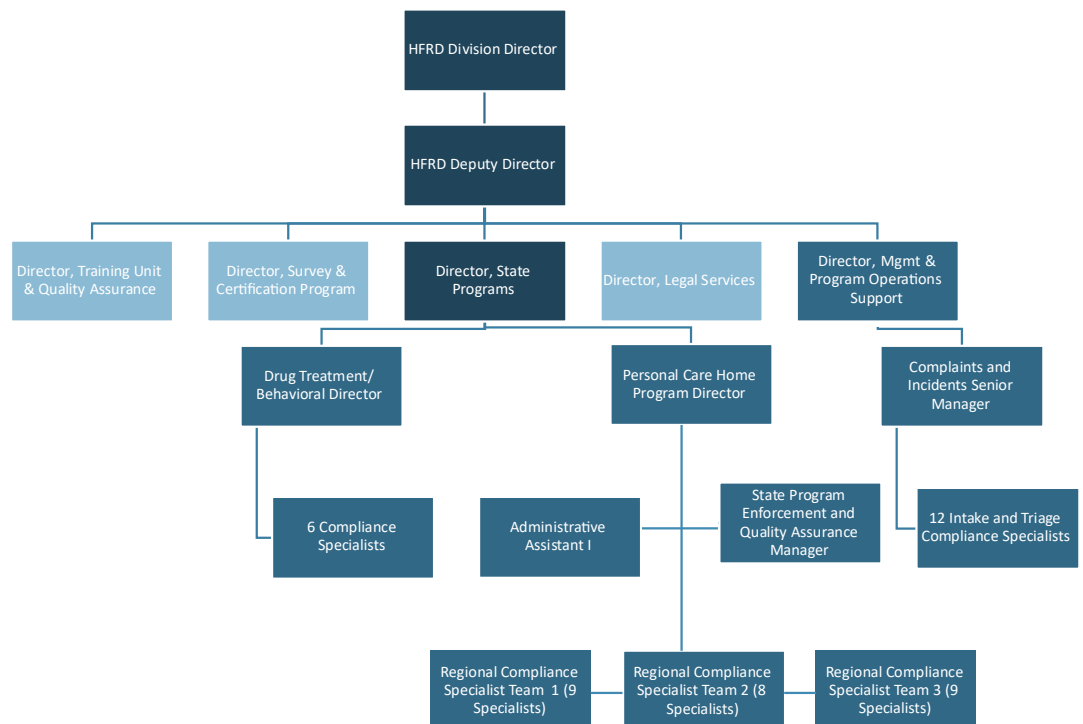 HFRD Division Director
HFRD Deputy Director
Director, Training Unit
& Quality Assurance
Director, Survey &
Certification Program
Director, State
Programs
Director, Legal Services
Director, Mgmt &
Program Operations
Support
Drug Treatment/
Behavioral Director
Personal Care Home
Program Director
Complaints and
Incidents Senior
Manager
6 Compliance
Specialists
Administrative
Assistant I
State Program
Enforcement and
Quality Assurance
Manager
12 Intake and Triage
Compliance Specialists
Regional Compliance
Specialist Team  1 (9
Specialists)
Regional Compliance
Specialist Team 2 (8
Specialists)
Regional Compliance
Specialist Team 3 (9
Specialists)